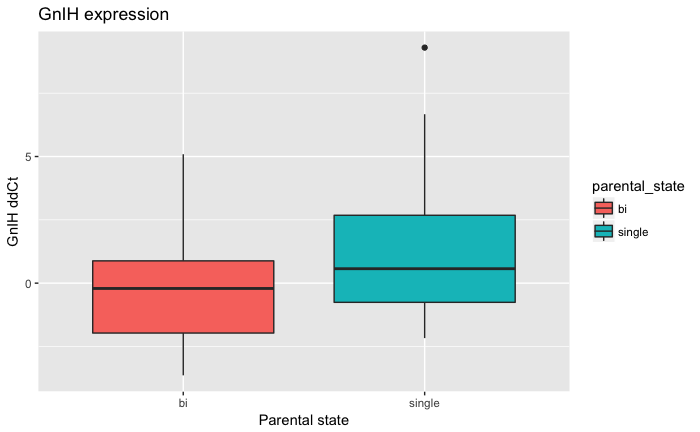 GnIH expression
GnIH ddCt
5
0
bi
single
Parental state
parental_state
bi
single